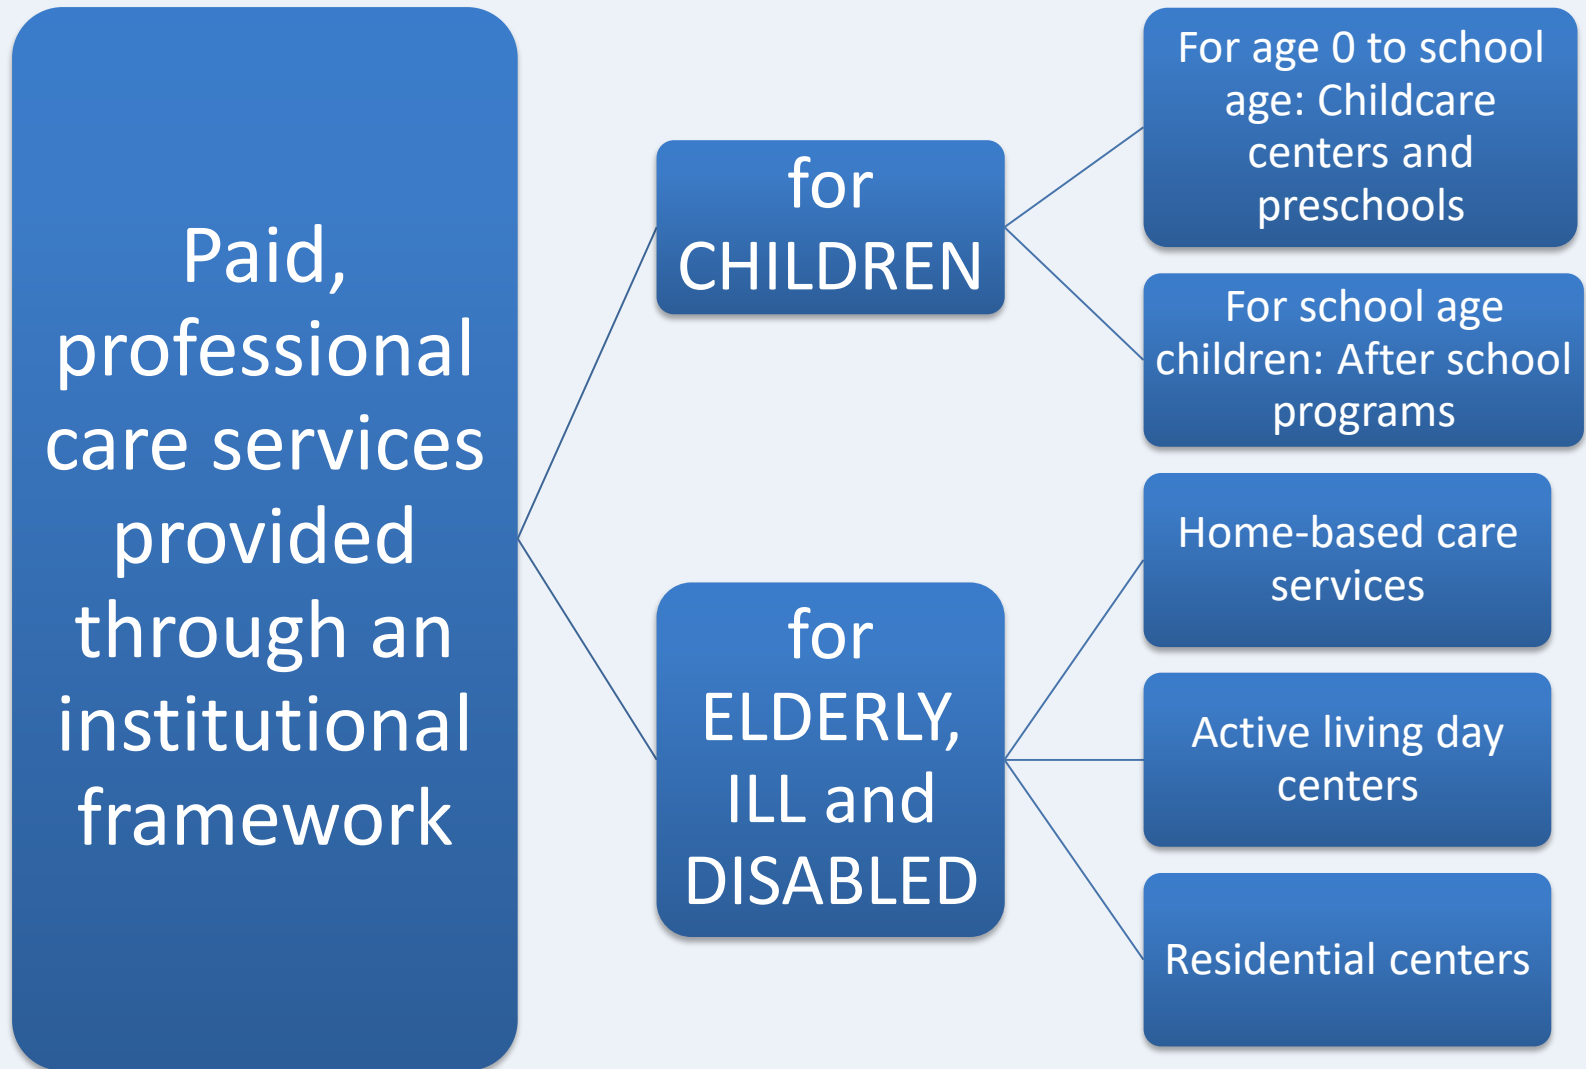 Paid,
professional
care services
provided
through an
institutional
framework
for
CHILDREN
For age 0 to school
age: Childcare
centers and
preschools
For school age
children: After school
programs
for
ELDERLY,
ILL and
DISABLED
Home-based care
services
Active living day
centers
Residential centers